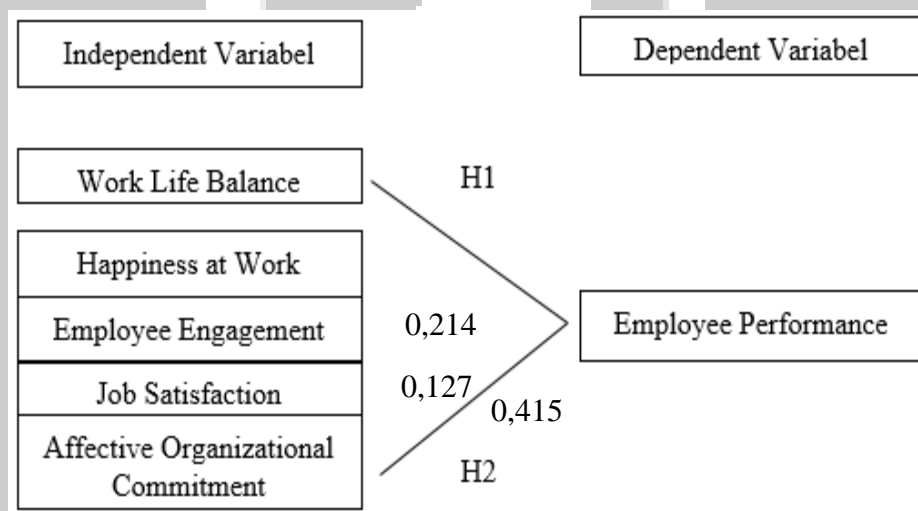 Independent Variabel
Dependent Variabel
Work Life Balance
H1
Happiness at Work
Employee Engagement
0,214
Employee Performance
Job Satisfaction
0,127
0,415
Affective Organizational
Commitment
H2